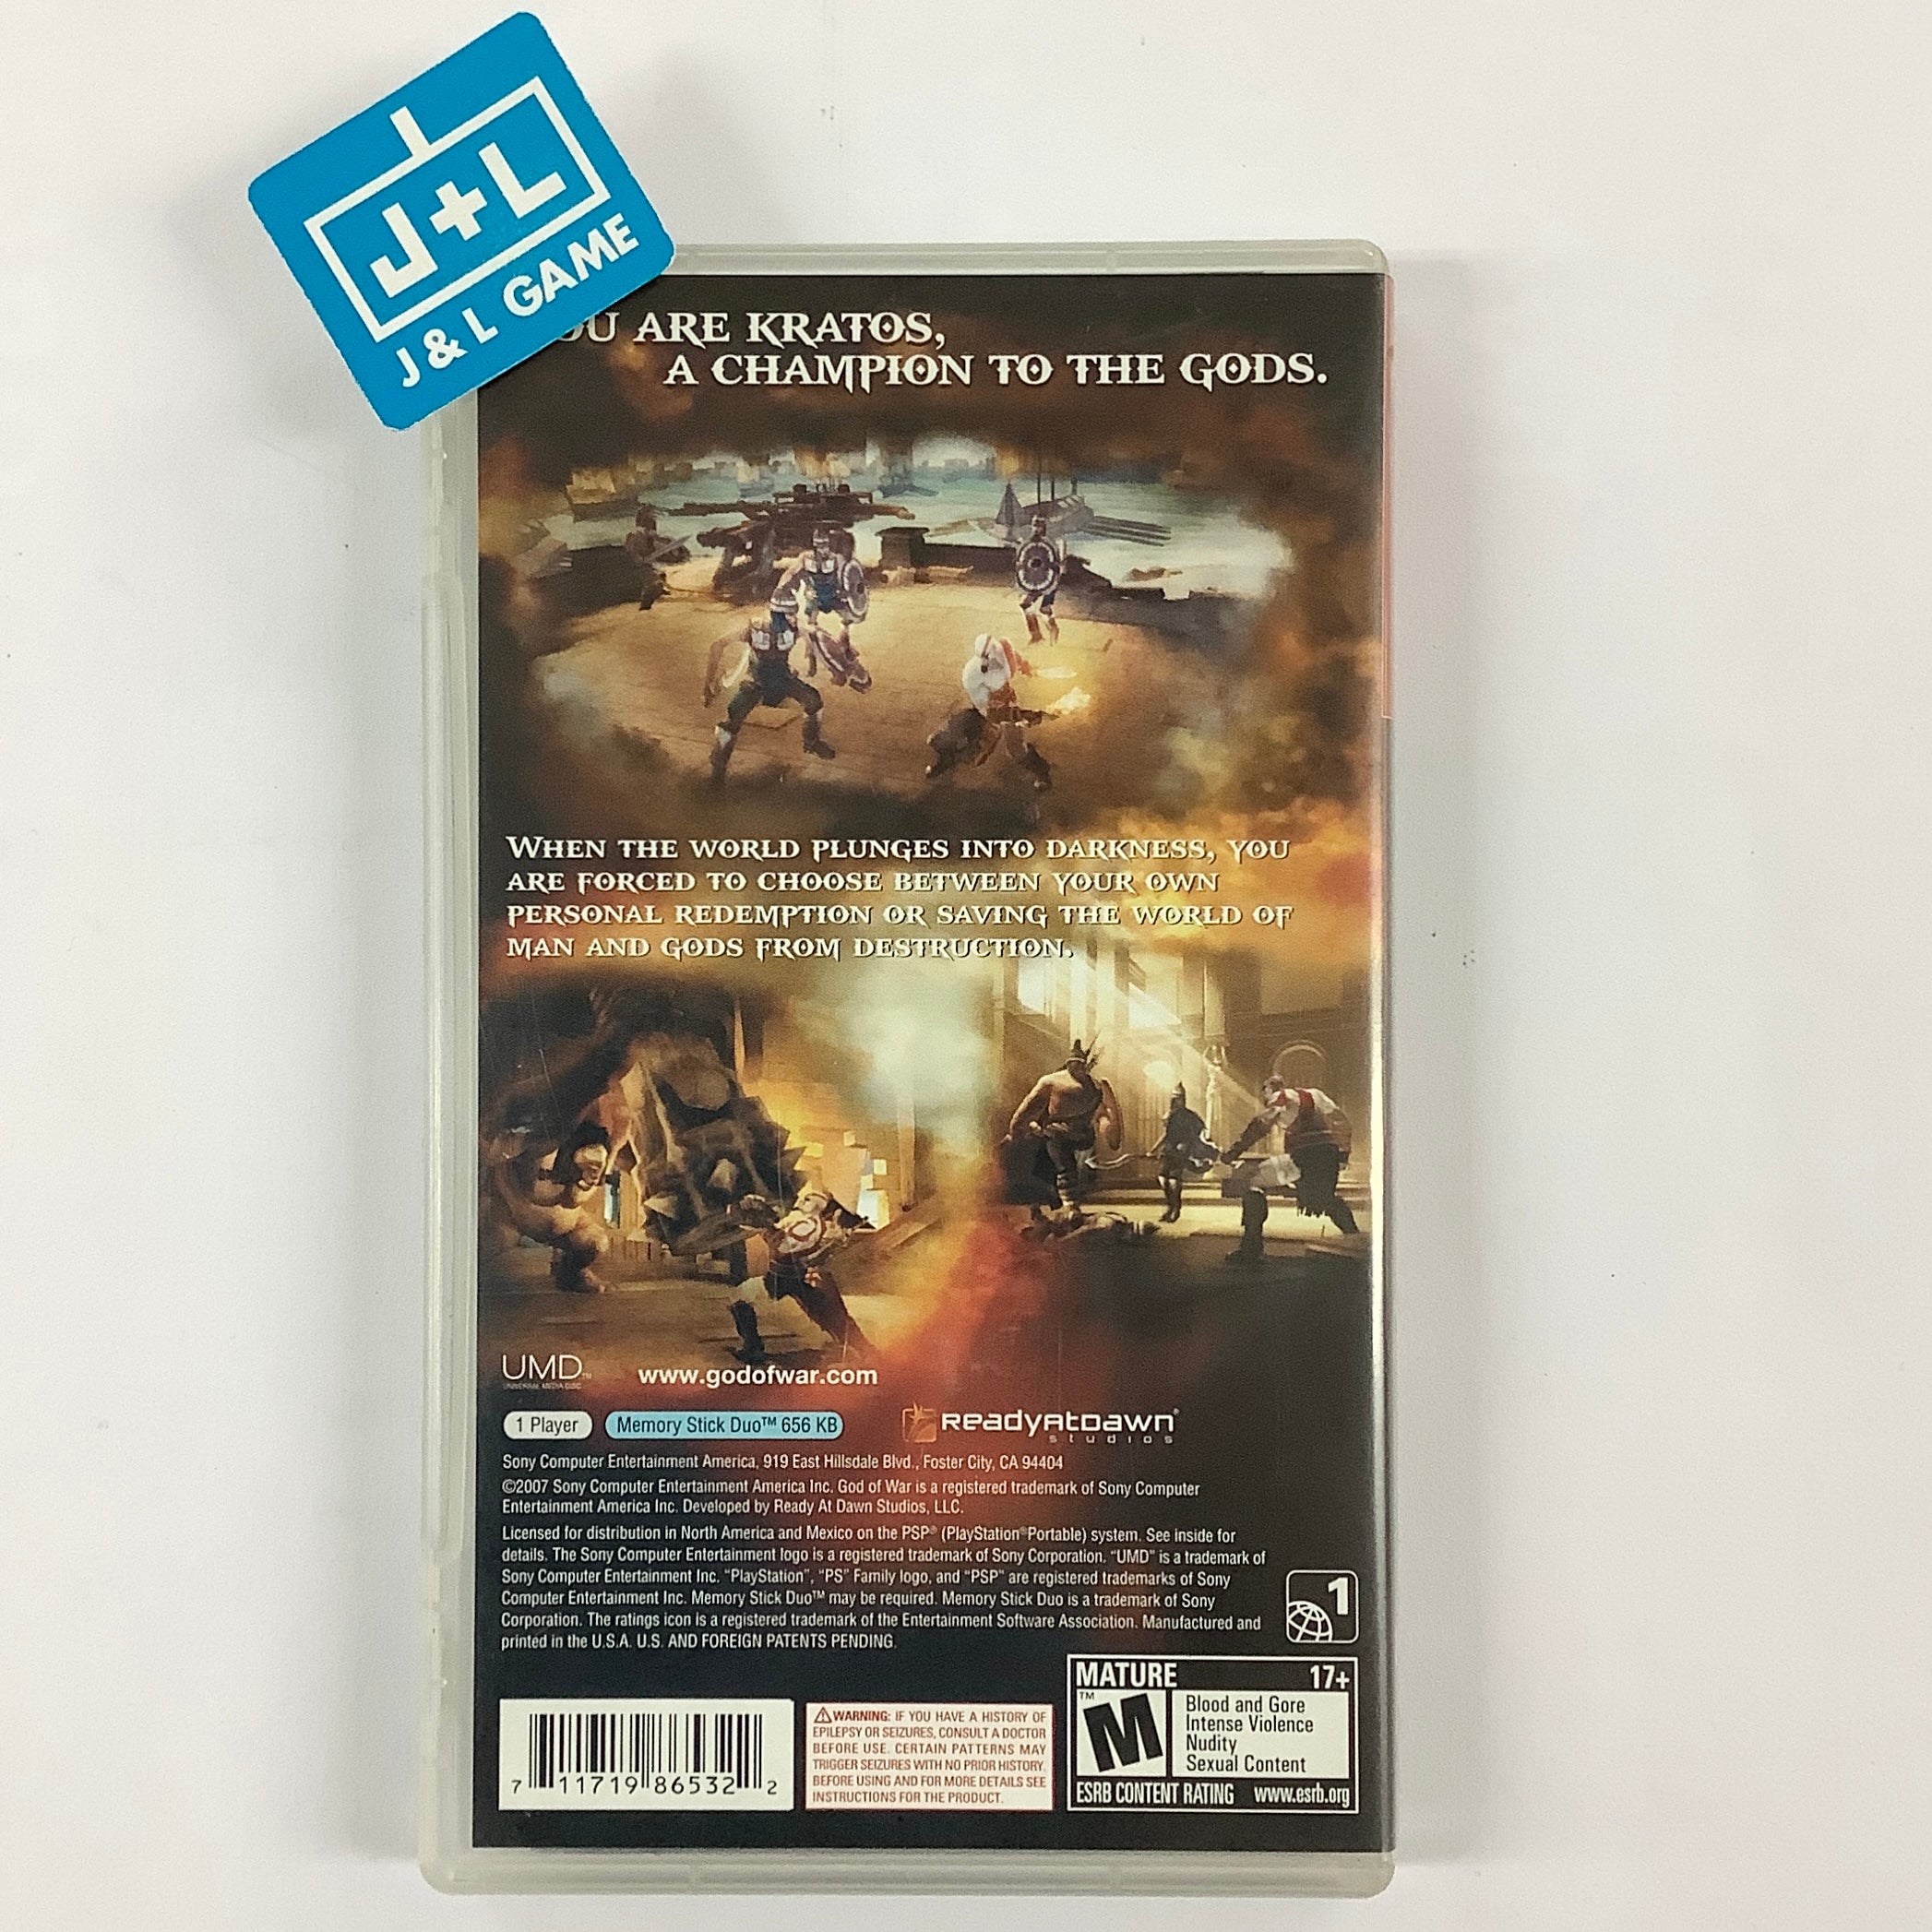 J+L
J & L GAME
OU ARE KRATOS,
A CHAMPION TO THE GODS.
WHEN THE WORLD PLUNGES INTO DARKNESS, YOU
ARE FORCED TO CHOOSE BETWEEN YOUR OWN
PERSONAL REDEMPTION OR SAVING THE WORLD OF
MAN AND GODS FROM DESTRUCTION.
UMD™
UNIVERSAL MEDIA DISC
www.godofwar.com
1 Player
Memory Stick Duo™ 656 KB
ReadyAtDawn®
studios
Sony Computer Entertainment America, 919 East Hillsdale Blvd., Foster City, CA 94404
©2007 Sony Computer Entertainment America Inc. God of War is a registered trademark of Sony Computer
Entertainment America Inc. Developed by Ready At Dawn Studios, LLC.
Licensed for distribution in North America and Mexico on the PSP® (PlayStation®Portable) system. See inside for
details. The Sony Computer Entertainment logo is a registered trademark of Sony Corporation. “UMD” is a trademark of
Sony Computer Entertainment Inc. “PlayStation”, “PS” Family logo, and “PSP” are registered trademarks of Sony
Computer Entertainment Inc. Memory Stick Duo™ may be required. Memory Stick Duo is a trademark of Sony
Corporation. The ratings icon is a registered trademark of the Entertainment Software Association. Manufactured and
printed in the U.S.A. U.S. AND FOREIGN PATENTS PENDING.
1
7 11719 86532 2
WARNING: IF YOU HAVE A HISTORY OF
EPILEPSY OR SEIZURES, CONSULT A DOCTOR
BEFORE USE. CERTAIN PATTERNS MAY
TRIGGER SEIZURES WITH NO PRIOR HISTORY.
BEFORE USING AND FOR MORE DETAILS SEE
INSTRUCTIONS FOR THE PRODUCT.
MATURE 17+
M™
Blood and Gore
Intense Violence
Nudity
Sexual Content
ESRB CONTENT RATING www.esrb.org